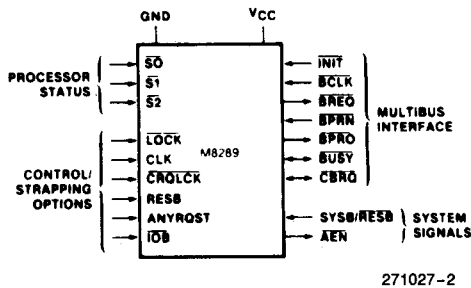 GND VCC
PROCESSOR STATUS
S0
S1
S2
CONTROL/ STRAPPING OPTIONS
LOCK
CLK
CRQLCK
RESB
ANYRQST
IOB
M8289
INIT
BCLK
BREQ
BPRN
BPRO
BUSY
CBRQ
MULTIBUS INTERFACE
SYSB/RESB
AEN
SYSTEM SIGNALS
271027–2